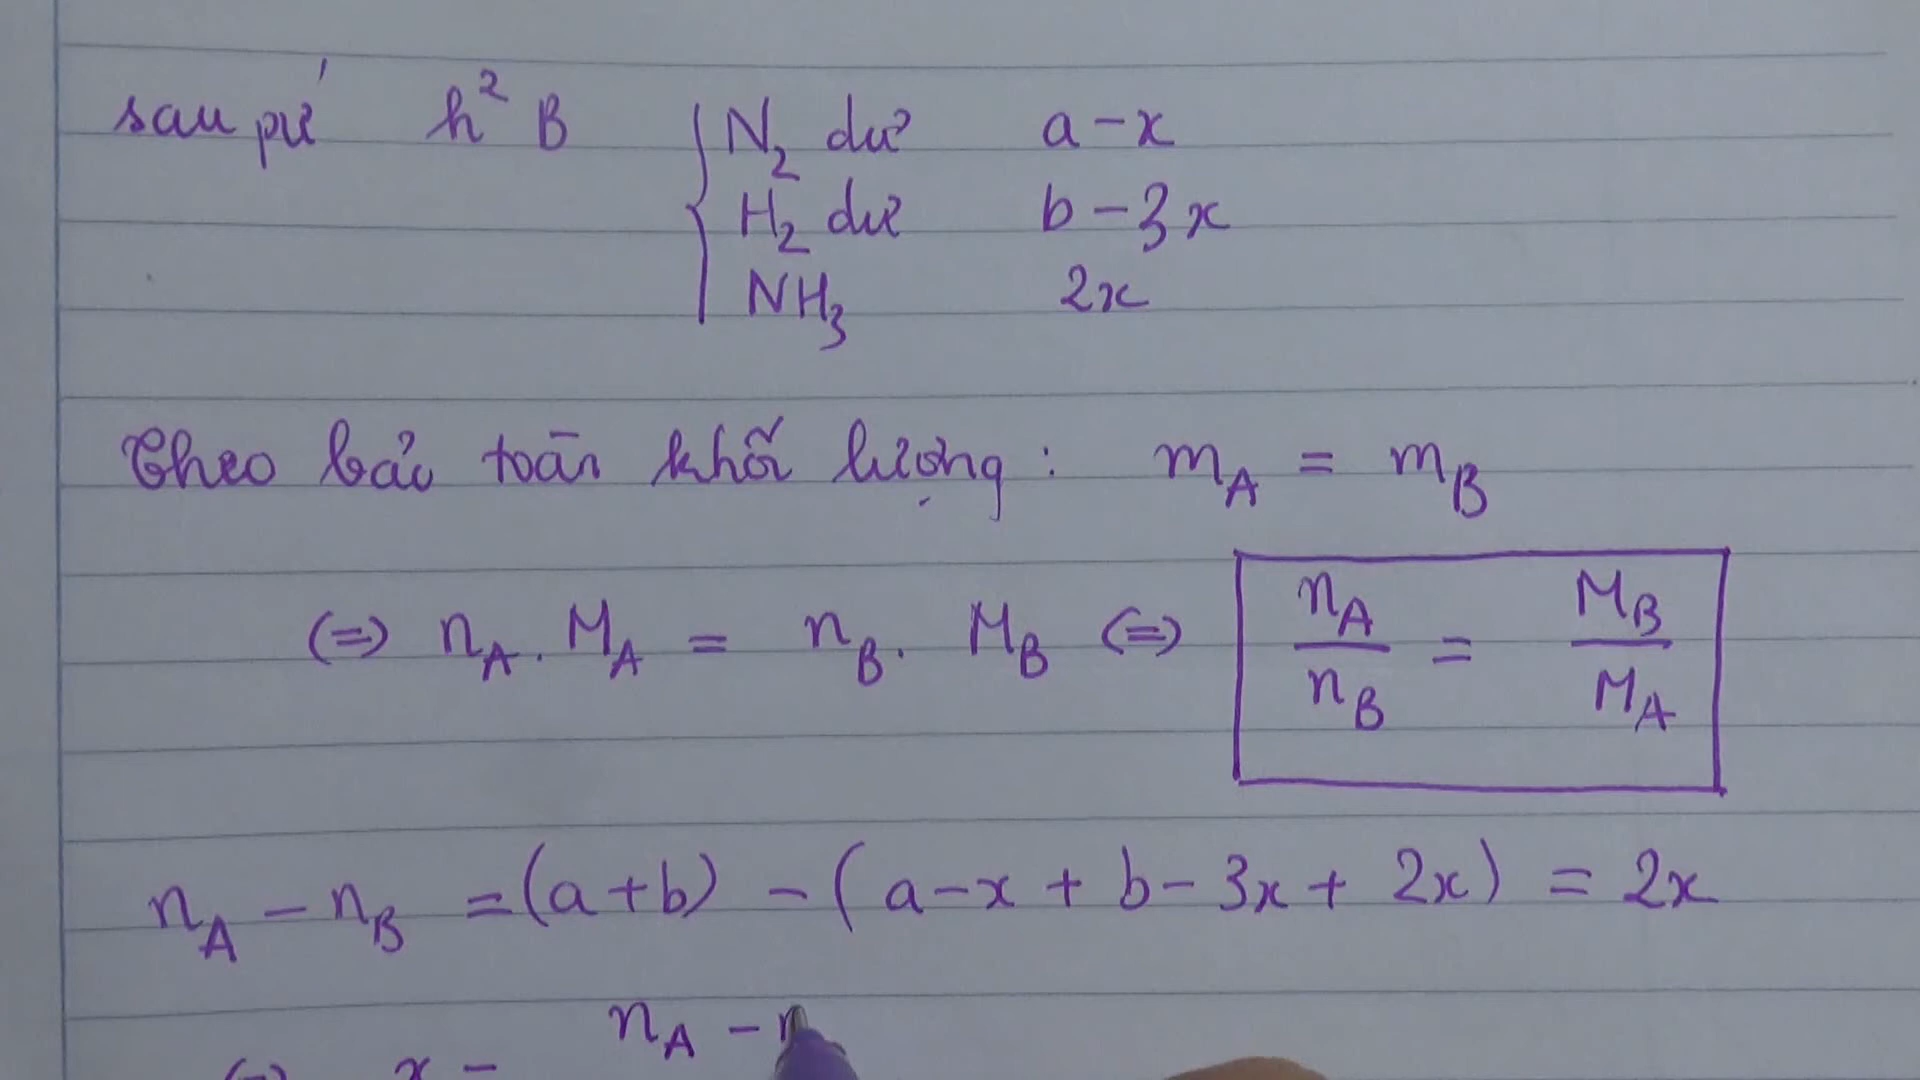 sau pứ h² B { N₂ dư a - x
H₂ dư b - 3x
NH₃ 2x
Theo bảo toàn khối lượng : m_A = m_B
(=) n_A . M_A = n_B . M_B (=) n_A / n_B = M_B / M_A
n_A - n_B = (a + b) - ( a - x + b - 3x + 2x ) = 2x
(=) x = n_A -